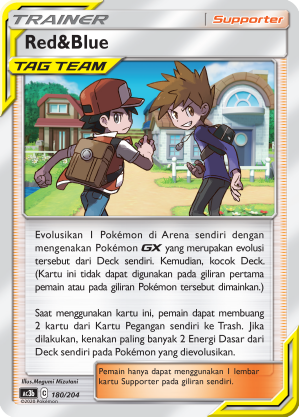 TRAINER
Supporter
Red&Blue
TAG TEAM
Evolusikan 1 Pokémon di Arena sendiri dengan
mengenakan Pokémon GX yang merupakan evolusi
tersebut dari Deck sendiri. Kemudian, kocok Deck.
(Kartu ini tidak dapat digunakan pada giliran pertama
pemain atau pada giliran Pokémon tersebut dimainkan.)
Saat menggunakan kartu ini, pemain dapat membuang
2 kartu dari Kartu Pegangan sendiri ke Trash. Jika
dilakukan, kenakan paling banyak 2 Energi Dasar dari
Deck sendiri pada Pokémon yang dievolusikan.
Pemain hanya dapat menggunakan 1 lembar
kartu Supporter pada giliran sendiri.
Illus.Megumi Mizutani
AC3b C 180/204
©2020 Pokémon